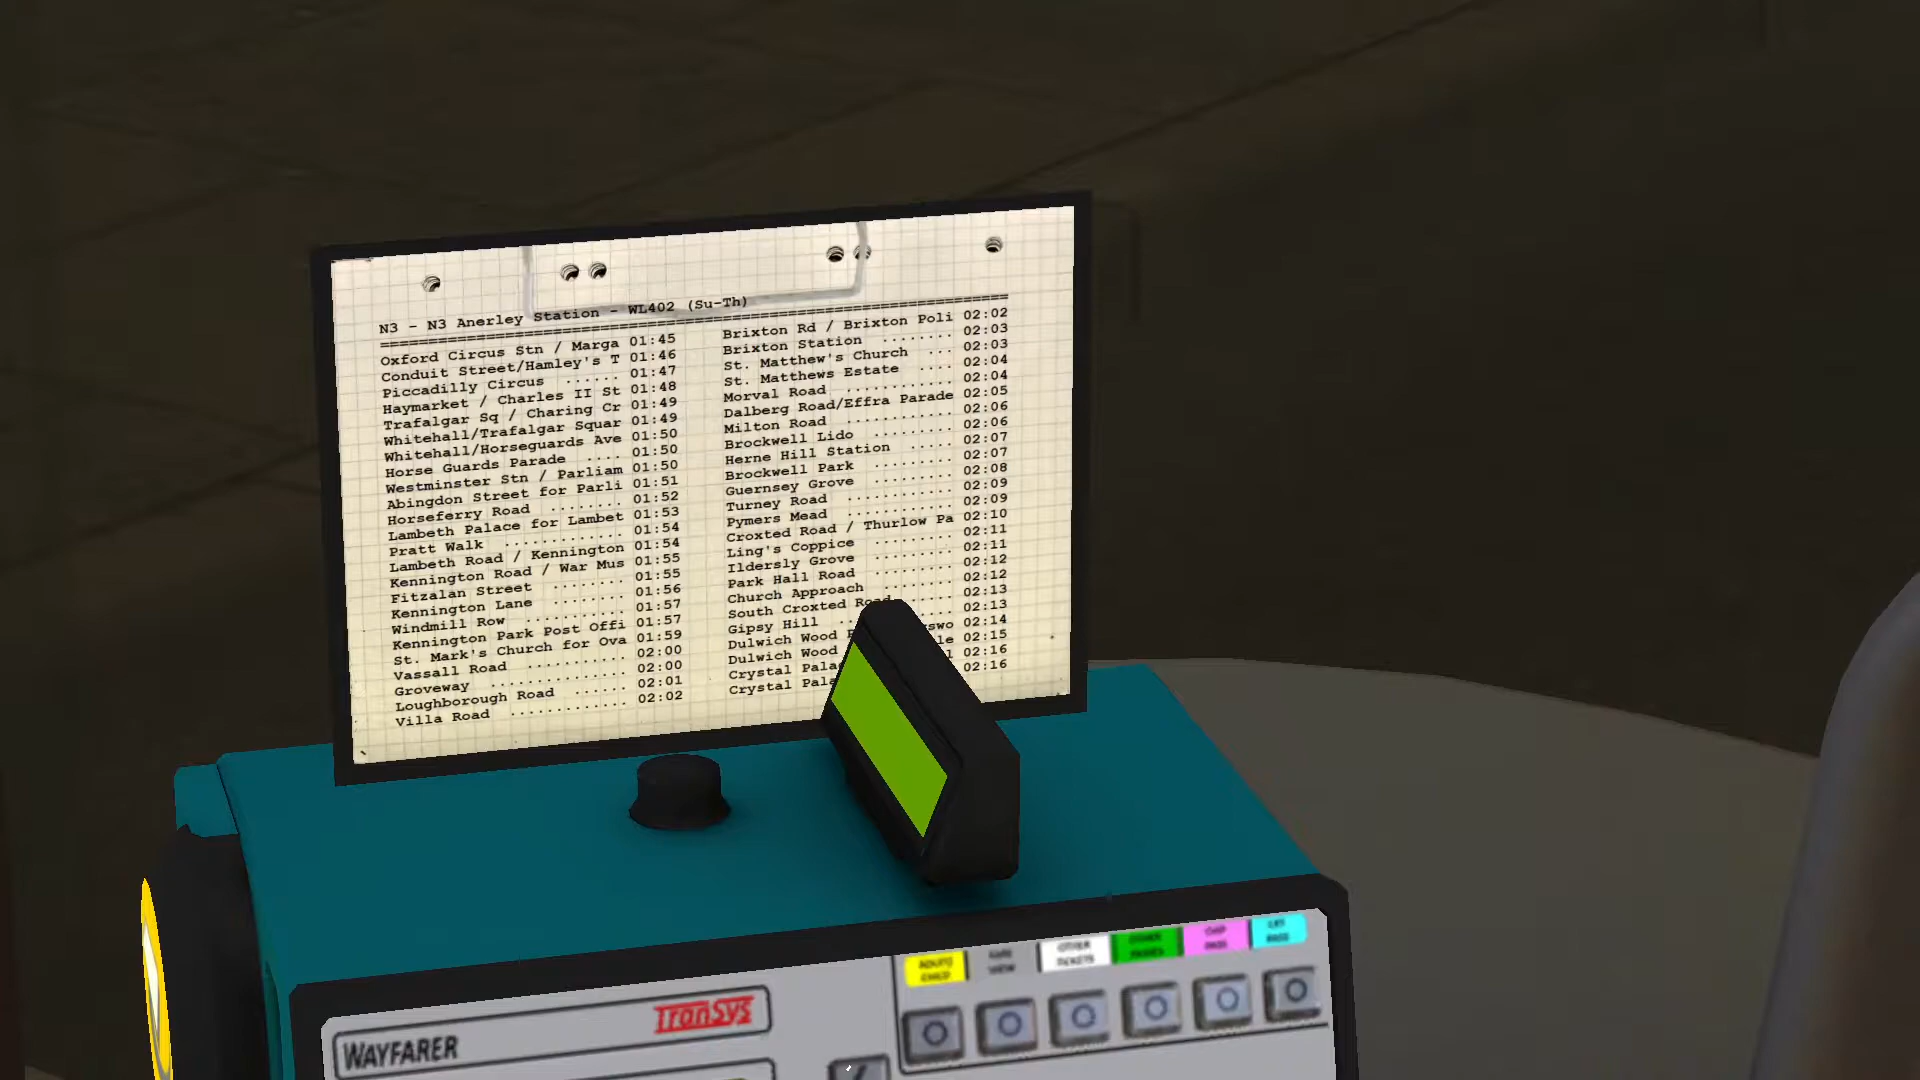 N3 - N3 Anerley Station - WL402 (Su-Th)
Oxford Circus Stn / Marga 01:45
Conduit Street/Hamley's T 01:46
Piccadilly Circus ...... 01:47
Haymarket / Charles II St 01:48
Trafalgar Sq / Charing Cr 01:49
Whitehall/Trafalgar Squar 01:49
Whitehall/Horseguards Ave 01:50
Horse Guards Parade .... 01:50
Westminster Stn / Parliam 01:50
Abingdon Street for Parli 01:51
Horseferry Road ........ 01:52
Lambeth Palace for Lambet 01:53
Pratt Walk ............. 01:54
Lambeth Road / Kennington 01:54
Kennington Road / War Mus 01:55
Fitzalan Street ........ 01:55
Kennington Lane ........ 01:56
Windmill Row ........... 01:57
Kennington Park Post Offi 01:57
St. Mark's Church for Ova 01:59
Vassall Road ........... 02:00
Groveway ............... 02:00
Loughborough Road ...... 02:01
Villa Road ............. 02:02
Brixton Rd / Brixton Poli 02:02
Brixton Station ........ 02:03
St. Matthew's Church ... 02:03
St. Matthews Estate .... 02:04
Morval Road ............ 02:04
Dalberg Road/Effra Parade 02:05
Milton Road ............ 02:06
Brockwell Lido ......... 02:06
Herne Hill Station ..... 02:07
Brockwell Park ......... 02:07
Guernsey Grove ......... 02:08
Turney Road ............ 02:09
Pymers Mead ............ 02:09
Croxted Road / Thurlow Pa 02:10
Ling's Coppice ......... 02:11
Ildersly Grove ......... 02:11
Park Hall Road ......... 02:12
Church Approach ........ 02:12
South Croxted Road ..... 02:13
Gipsy Hill ... 02:13
Dulwich Wood 02:14
Dulwich Wood 02:15
Crystal 02:16
Crystal 02:16
WAYFARER TronSys
ADULT/ CHILD
OTHER TICKETS